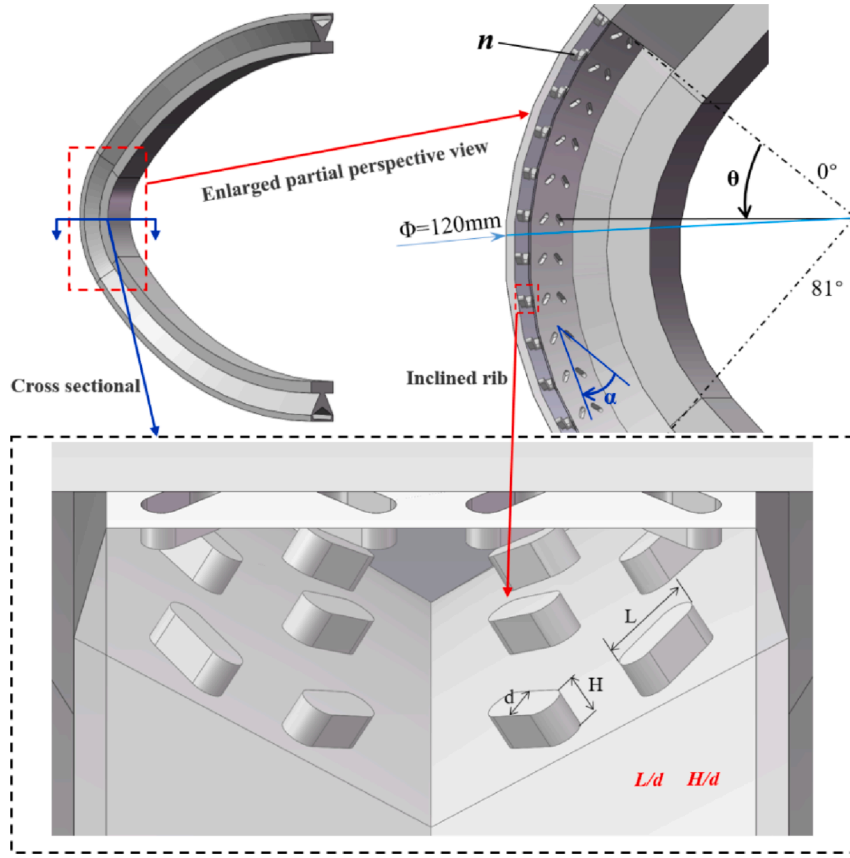 n
Enlarged partial perspective view
θ
0°
Φ=120mm
81°
Cross sectional
Inclined rib
α
L
H
d
L/d H/d